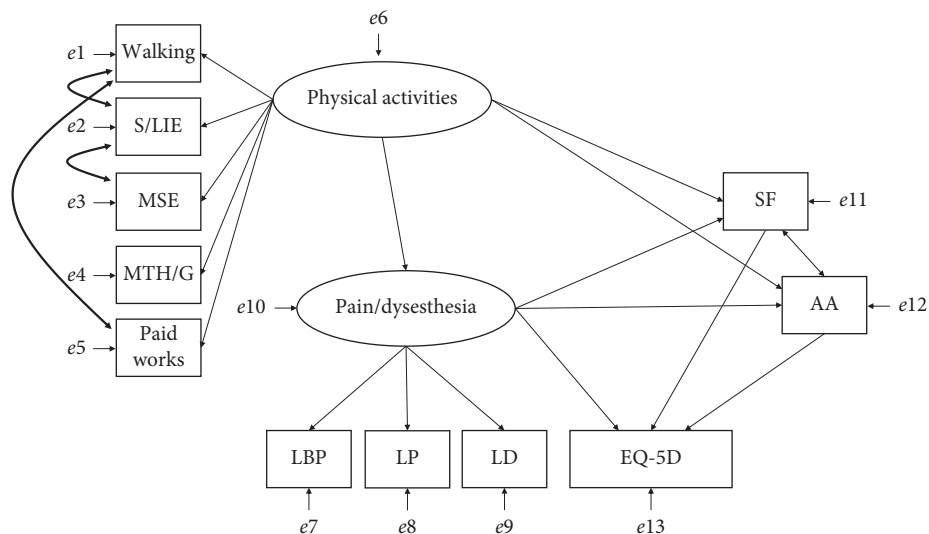 e6
e1
Walking
Physical activities
e2
S/LIE
e3
MSE
SF
e11
e4
MTH/G
e10
Pain/dysesthesia
AA
e12
e5
Paid
works
LBP
LP
LD
EQ-5D
e7
e8
e9
e13